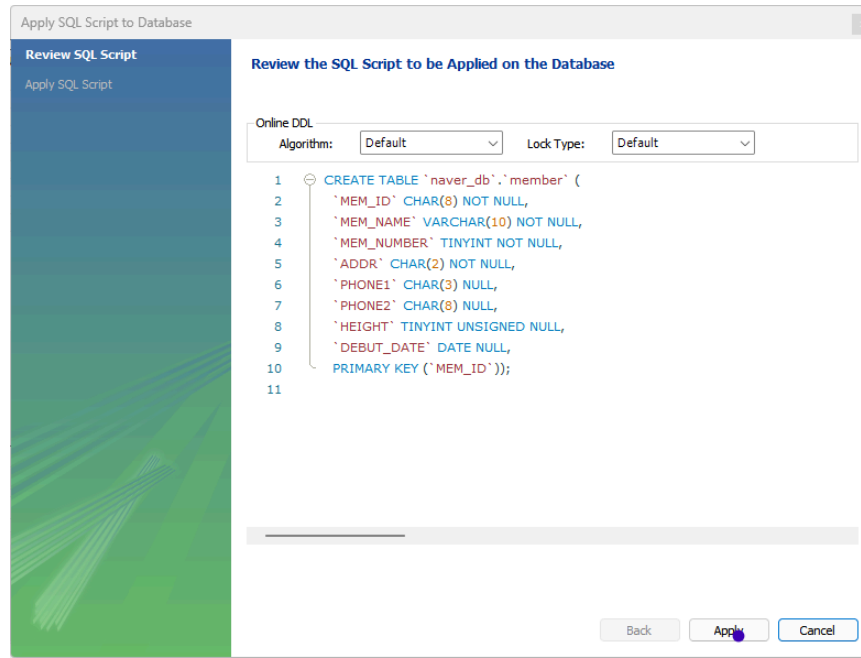 Apply SQL Script to Database
Review SQL Script
Apply SQL Script
Review the SQL Script to be Applied on the Database
Online DDL
Algorithm: Default Lock Type: Default
1 CREATE TABLE `naver_db`.`member` (
2 `MEM_ID` CHAR(8) NOT NULL,
3 `MEM_NAME` VARCHAR(10) NOT NULL,
4 `MEM_NUMBER` TINYINT NOT NULL,
5 `ADDR` CHAR(2) NOT NULL,
6 `PHONE1` CHAR(3) NULL,
7 `PHONE2` CHAR(8) NULL,
8 `HEIGHT` TINYINT UNSIGNED NULL,
9 `DEBUT_DATE` DATE NULL,
10 PRIMARY KEY (`MEM_ID`));
11
Back Apply Cancel